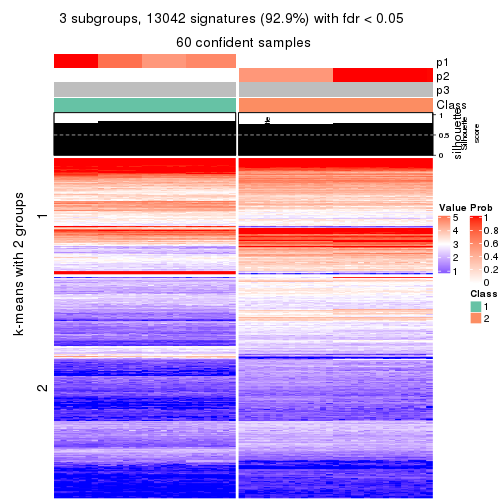 3 subgroups, 13042 signatures (92.9%) with fdr < 0.05
60 confident samples
p1
p2
p3
Class
1
0.5
0
silhouette
Silhouette
score
k-means with 2 groups
1
2
Value
5
4
3
2
1
Prob
1
0.8
0.6
0.4
0.2
0
Class
1
2